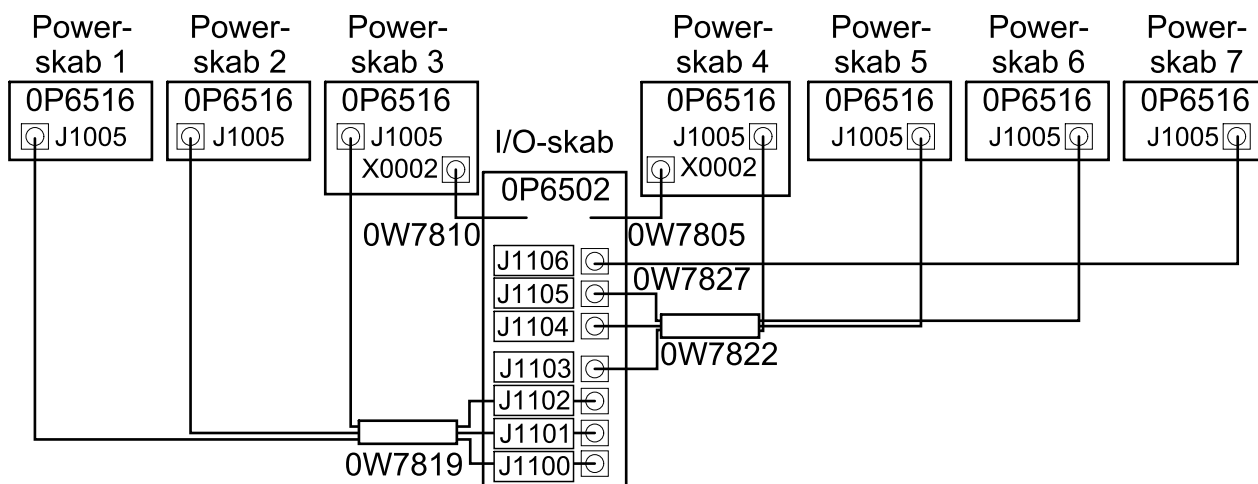 Power-
skab 1
Power-
skab 2
Power-
skab 3
Power-
skab 4
Power-
skab 5
Power-
skab 6
Power-
skab 7
0P6516
J1005
0P6516
J1005
0P6516
J1005
X0002
0P6516
J1005
X0002
0P6516
J1005
0P6516
J1005
0P6516
J1005
I/O-skab
0P6502
0W7810
0W7805
J1106
0W7827
J1105
J1104
0W7822
J1103
J1102
J1101
J1100
0W7819